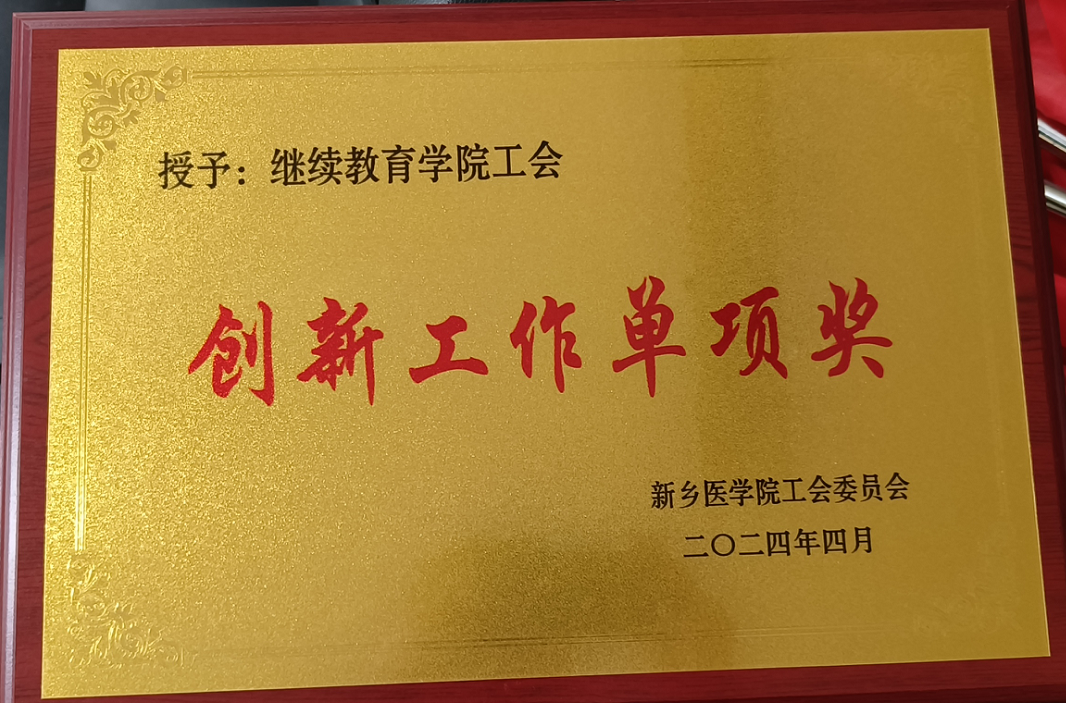 授予：继续教育学院工会
创新工作单项奖
新乡医学院工会委员会
二〇二四年四月